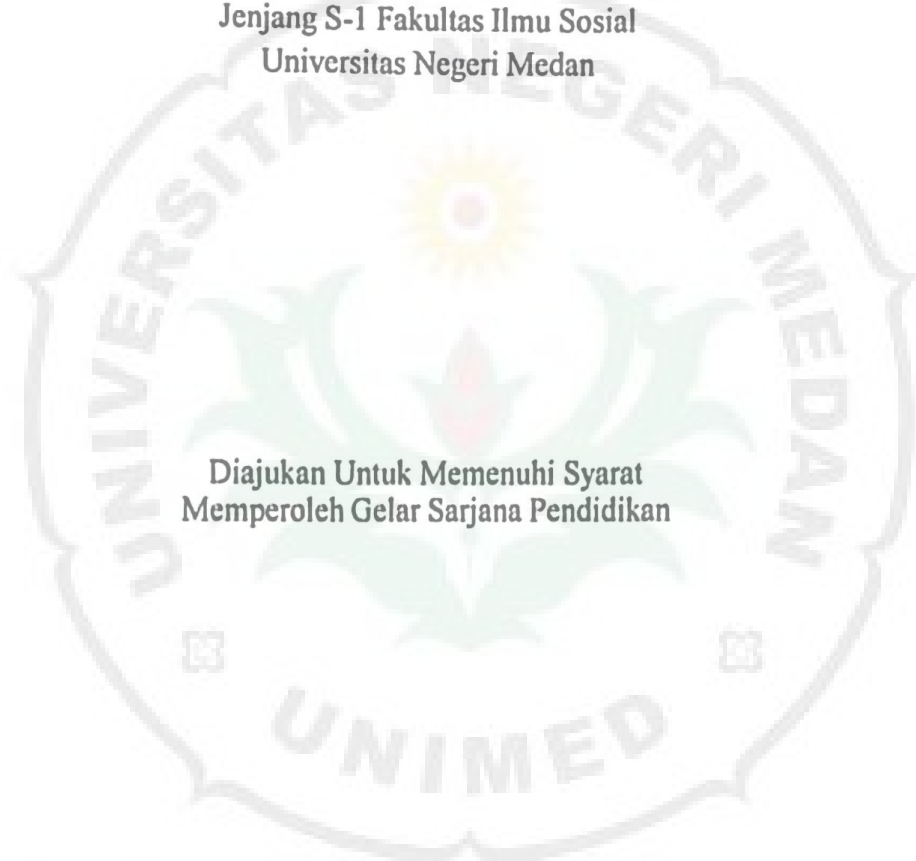 Jenjang S-1 Fakultas Ilmu Sosial
Universitas Negeri Medan
UNIVERSITAS NEGERI MEDAN
Diajukan Untuk Memenuhi Syarat
Memperoleh Gelar Sarjana Pendidikan
UNIMED